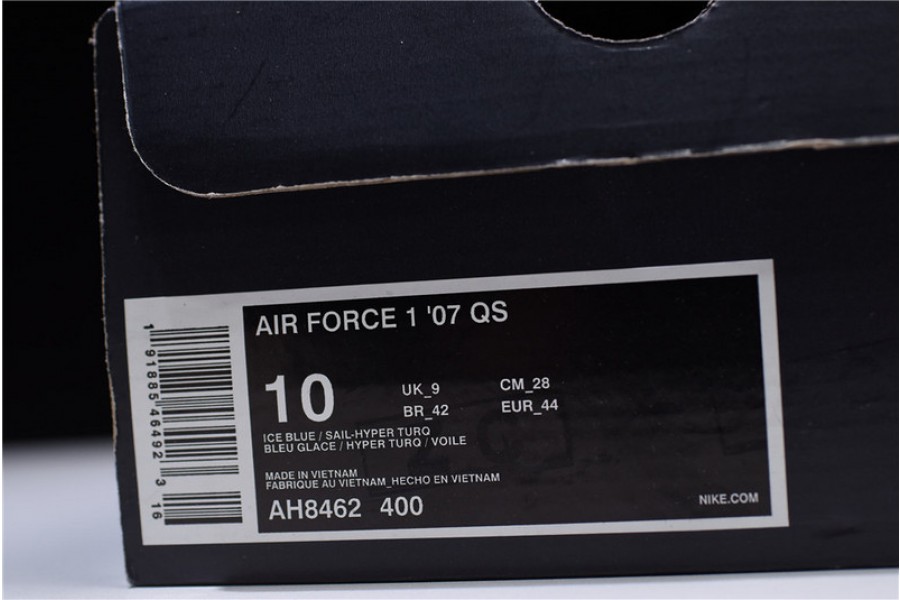 AIR FORCE 1 '07 QS
10
UK_9 CM_28
BR_42 EUR_44
ICE BLUE / SAIL-HYPER TURQ
BLEU GLACE / HYPER TURQ / VOILE
MADE IN VIETNAM
FABRIQUE AU VIETNAM_HECHO EN VIETNAM
AH8462 400
NIKE.COM
1 91885 46492 3 16